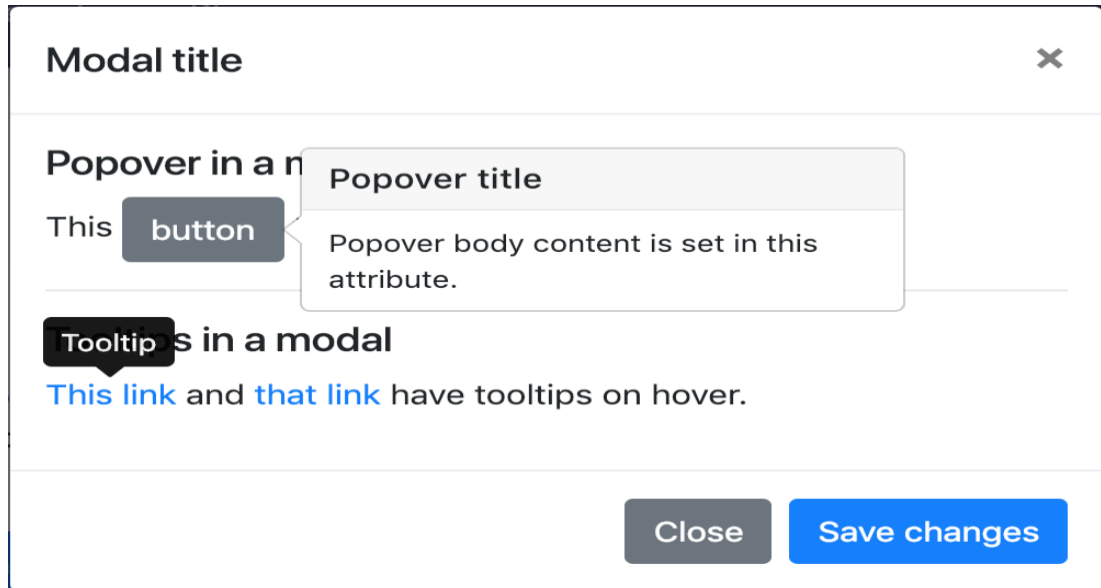 Modal title
×
Popover in a
Popover title
This button
Popover body content is set in this
attribute.
Tooltip
s in a modal
This link and that link have tooltips on hover.
Close
Save changes